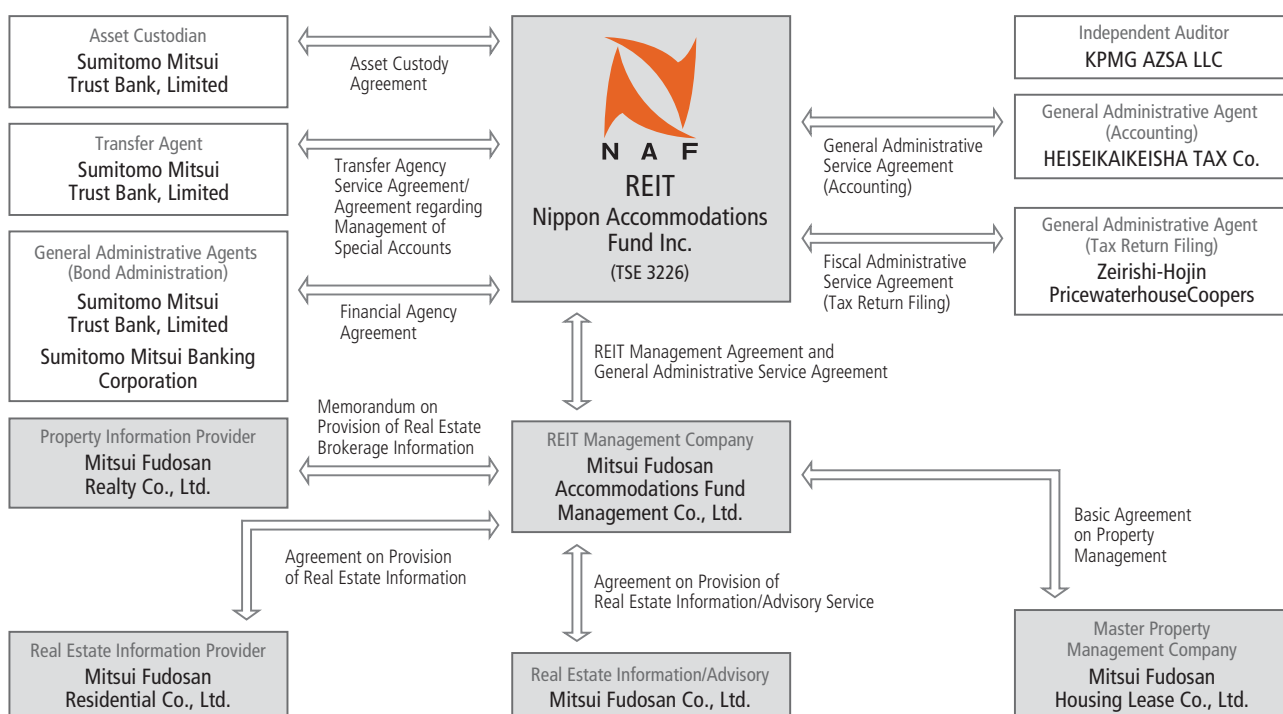 Asset Custodian
Sumitomo Mitsui
Trust Bank, Limited
Asset Custody
Agreement
Transfer Agent
Sumitomo Mitsui
Trust Bank, Limited
Transfer Agency
Service Agreement/
Agreement regarding
Management of
Special Accounts
General Administrative Agents
(Bond Administration)
Sumitomo Mitsui
Trust Bank, Limited
Sumitomo Mitsui Banking
Corporation
Financial Agency
Agreement
N A F
REIT
Nippon Accommodations
Fund Inc.
(TSE 3226)
Independent Auditor
KPMG AZSA LLC
General Administrative
Service Agreement
(Accounting)
General Administrative Agent
(Accounting)
HEISEIKAIKEISHA TAX Co.
Fiscal Administrative
Service Agreement
(Tax Return Filing)
General Administrative Agent
(Tax Return Filing)
Zeirishi-Hojin
PricewaterhouseCoopers
REIT Management Agreement and
General Administrative Service Agreement
Property Information Provider
Mitsui Fudosan
Realty Co., Ltd.
Memorandum on
Provision of Real Estate
Brokerage Information
REIT Management Company
Mitsui Fudosan
Accommodations Fund
Management Co., Ltd.
Agreement on Provision
of Real Estate Information
Agreement on Provision of
Real Estate Information/Advisory Service
Basic Agreement
on Property
Management
Real Estate Information Provider
Mitsui Fudosan
Residential Co., Ltd.
Real Estate Information/Advisory
Mitsui Fudosan Co., Ltd.
Master Property
Management Company
Mitsui Fudosan
Housing Lease Co., Ltd.